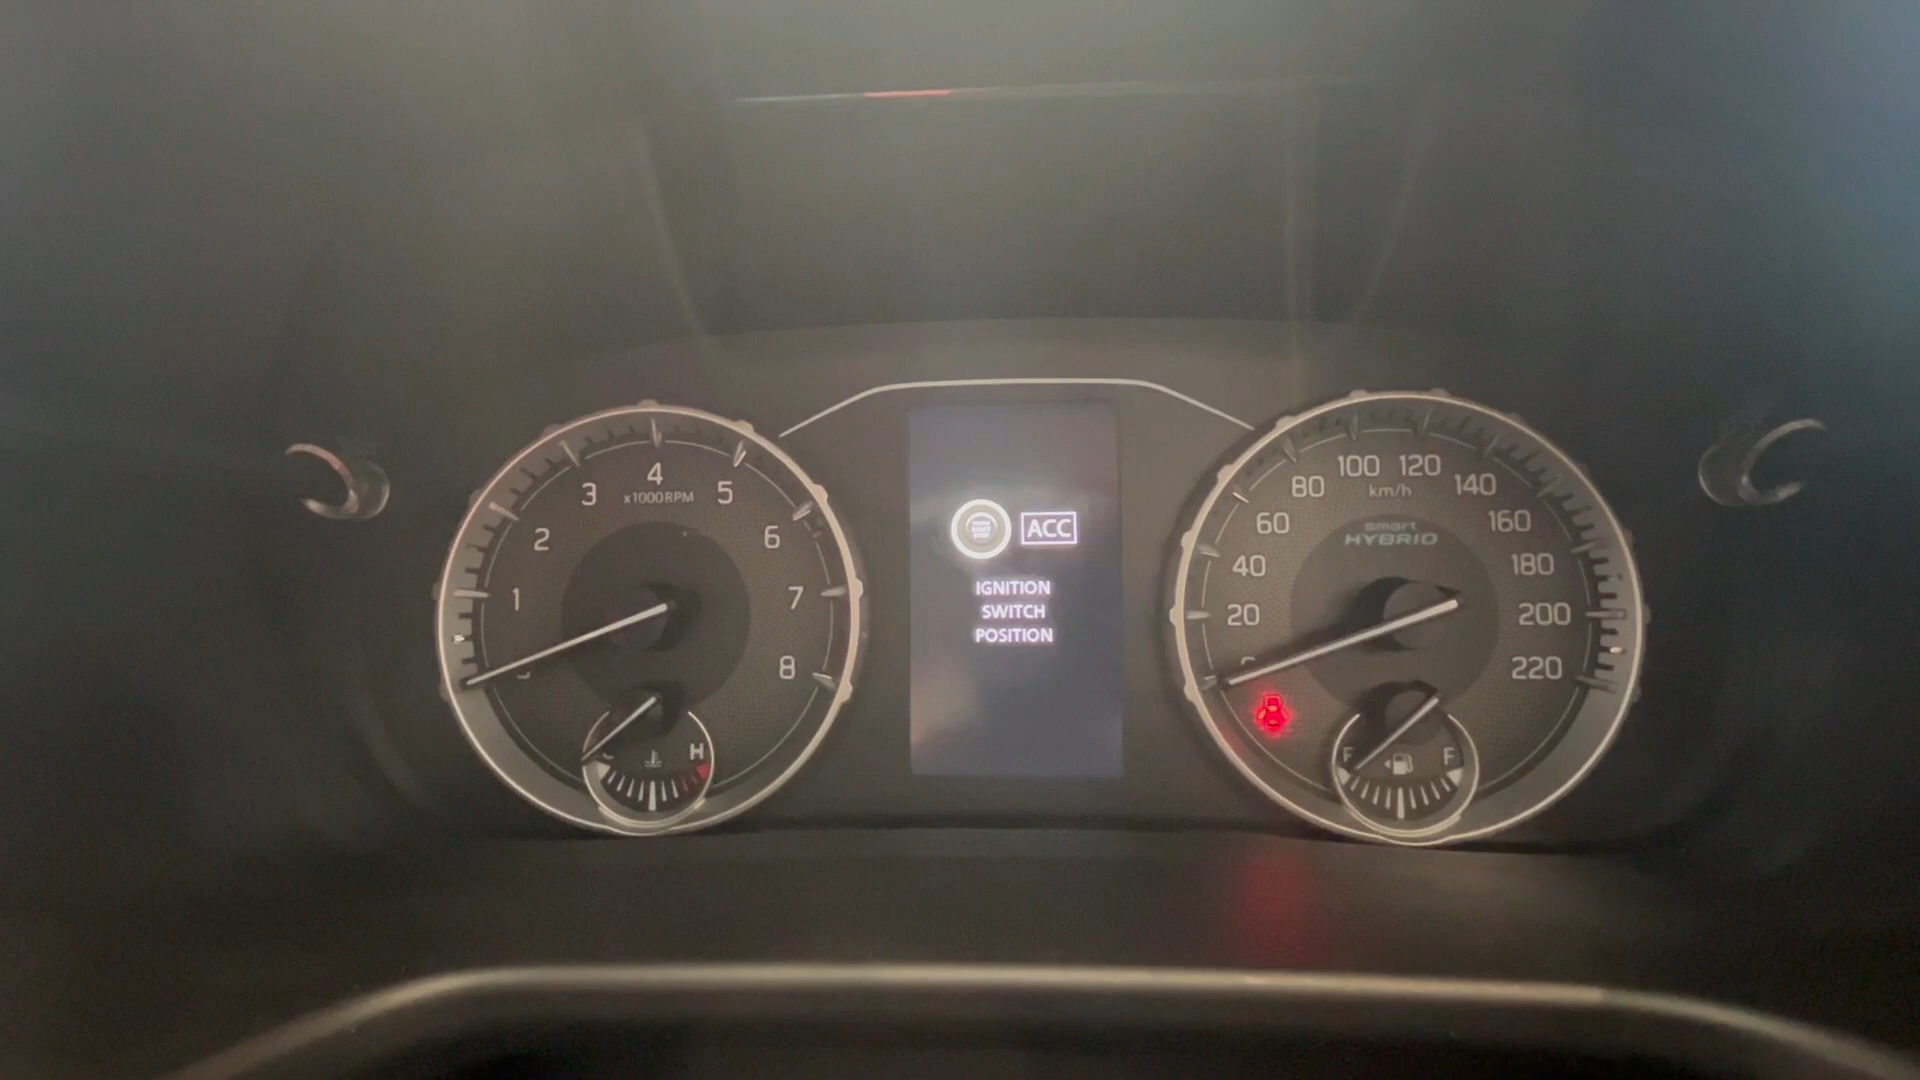 4
x1000RPM
3
5
2
6
1
7
8
H
ACC
IGNITION
SWITCH
POSITION
100
120
80
km/h
140
60
smart
HYBRID
160
40
180
20
200
220
F